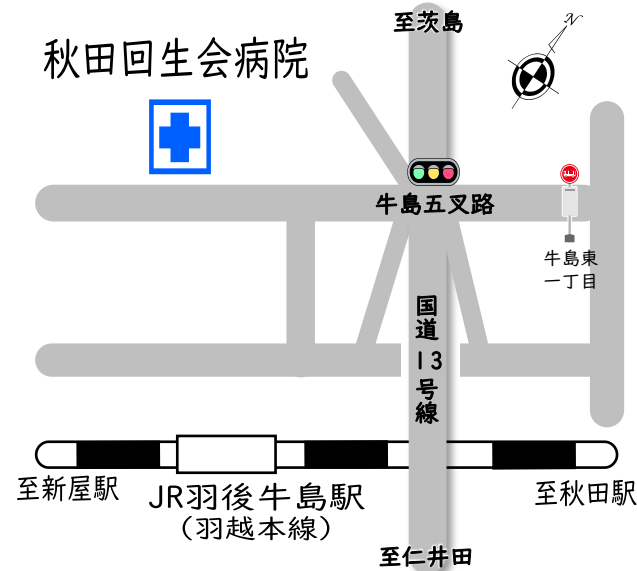 至茨島
N
秋田回生会病院
牛島五叉路
牛島東
一丁目
国道13号線
至新屋駅
JR羽後牛島駅
(羽越本線)
至秋田駅
至仁井田